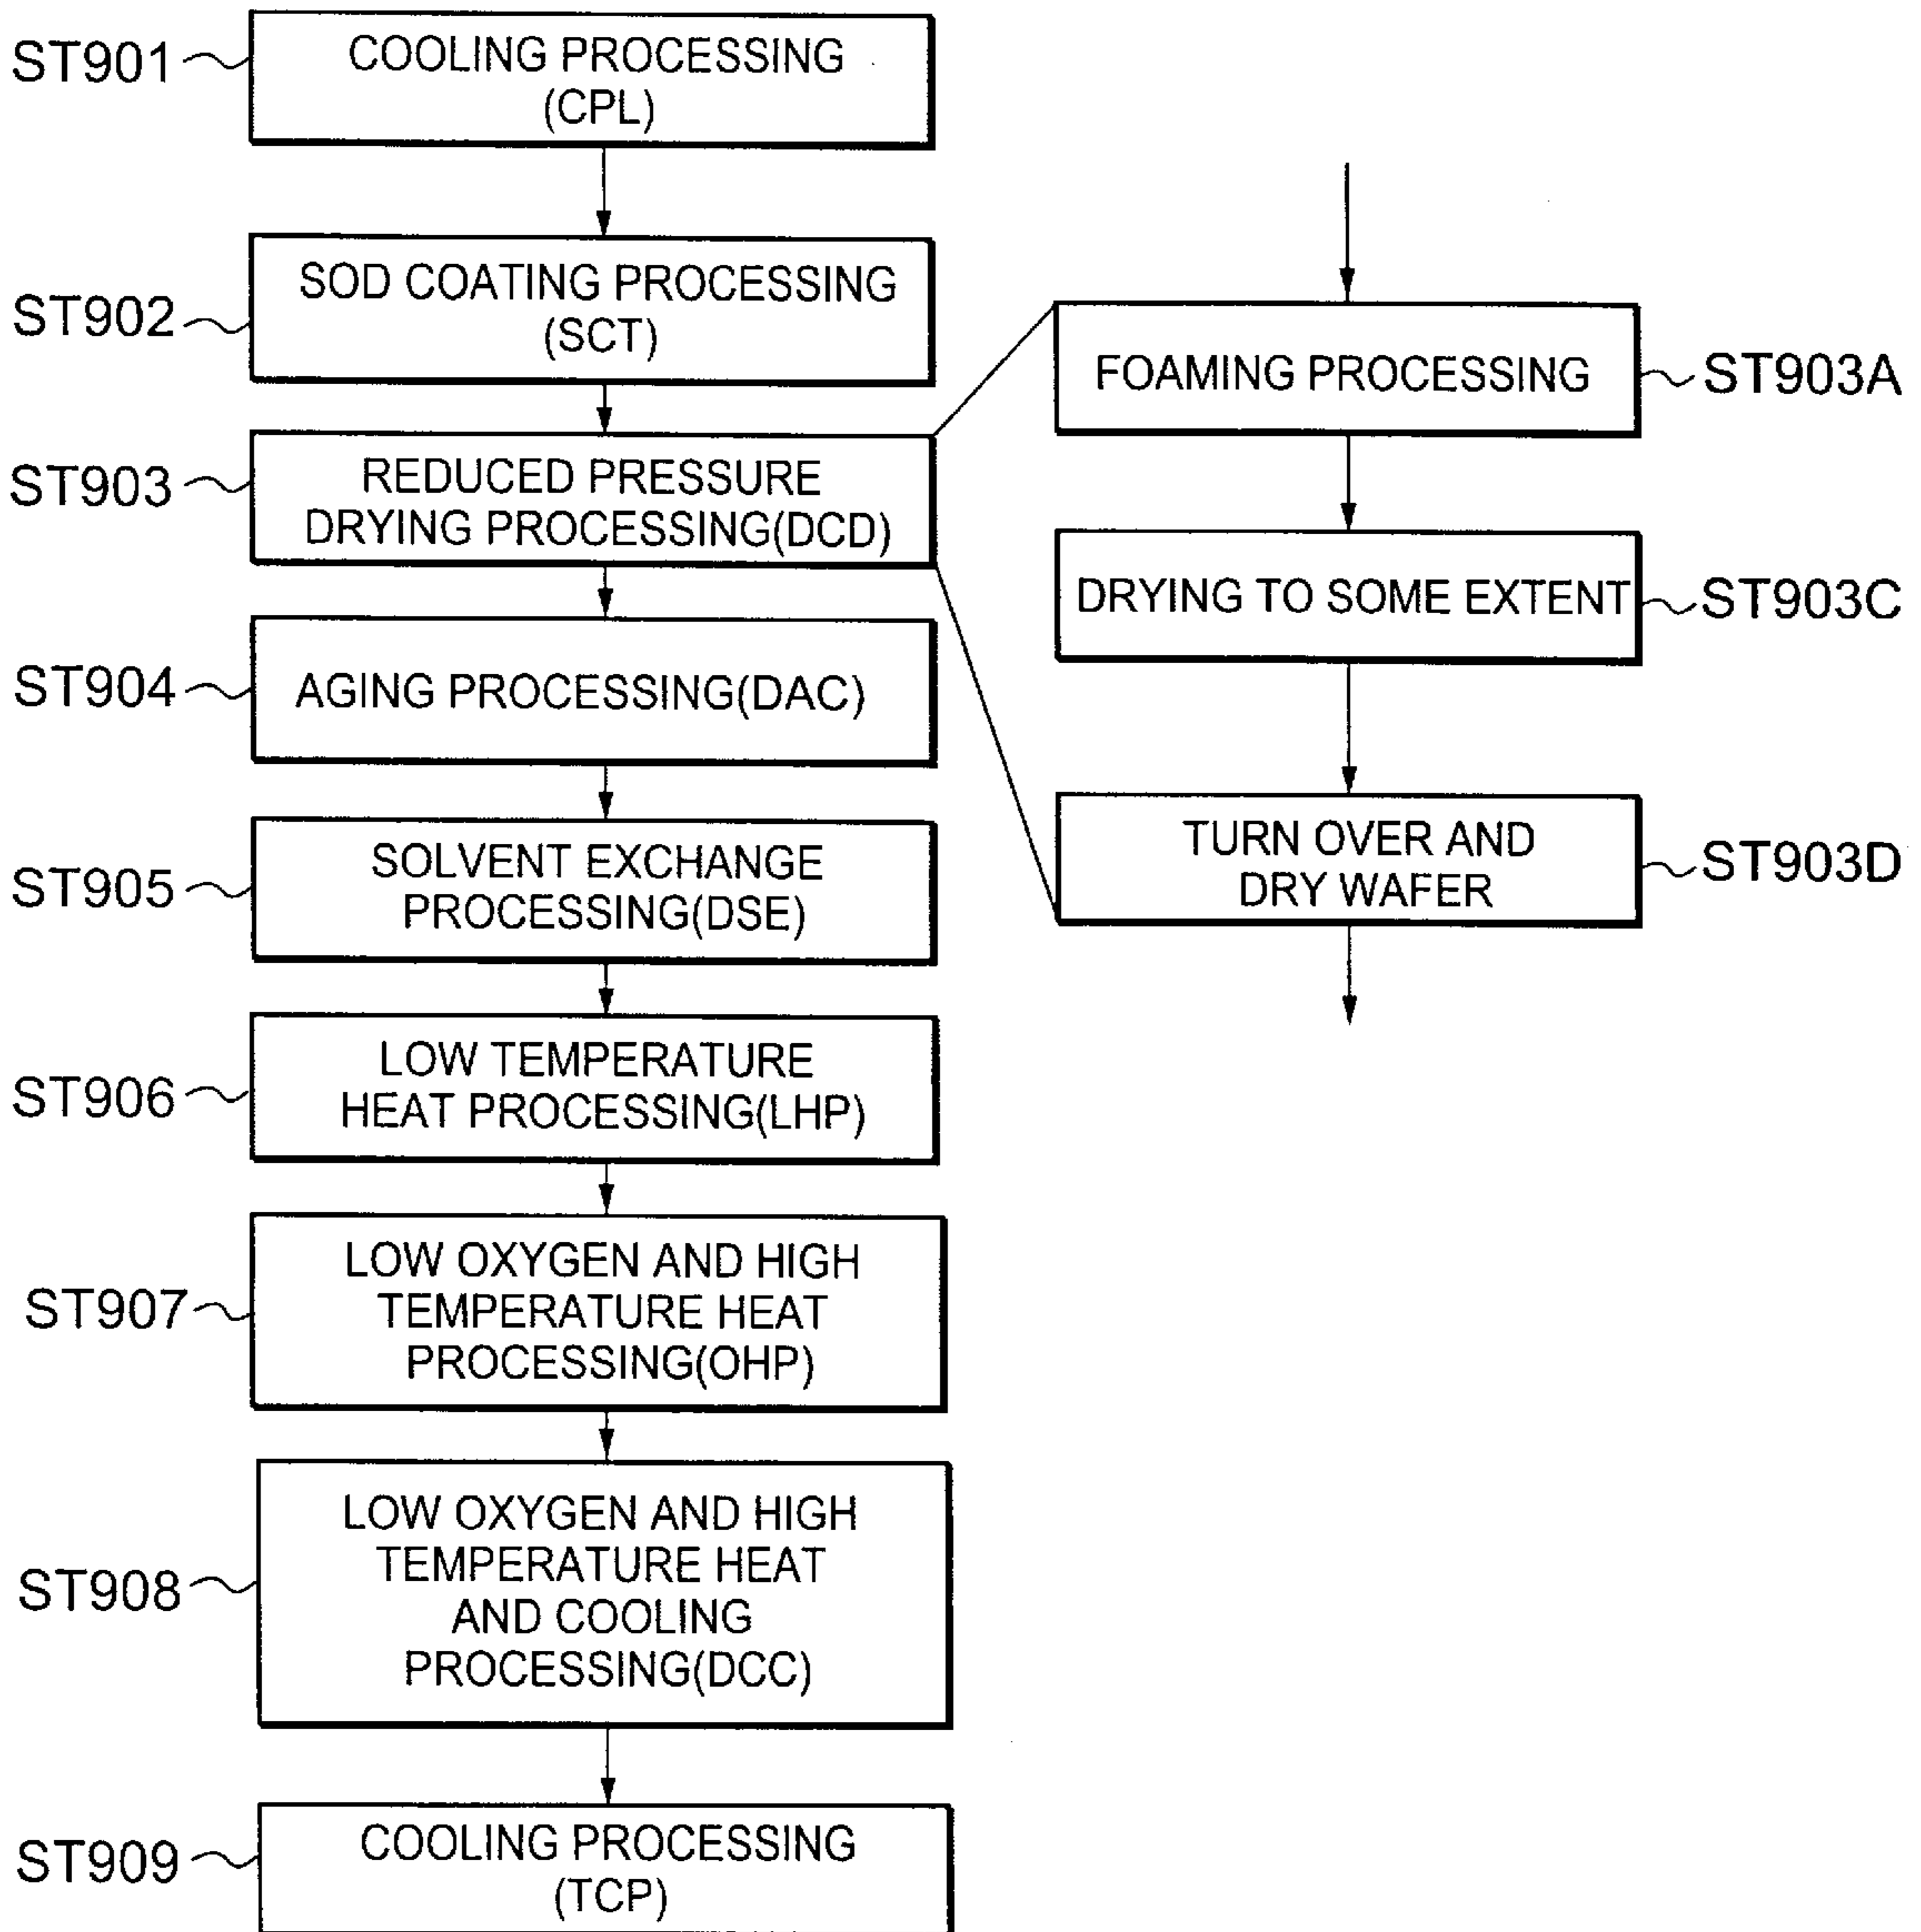 ST901
COOLING PROCESSING
(CPL)
ST902
SOD COATING PROCESSING
(SCT)
ST903
REDUCED PRESSURE
DRYING PROCESSING(DCD)
ST904
AGING PROCESSING(DAC)
ST905
SOLVENT EXCHANGE
PROCESSING(DSE)
ST906
LOW TEMPERATURE
HEAT PROCESSING(LHP)
ST907
LOW OXYGEN AND HIGH
TEMPERATURE HEAT
PROCESSING(OHP)
ST908
LOW OXYGEN AND HIGH
TEMPERATURE HEAT
AND COOLING
PROCESSING(DCC)
ST909
COOLING PROCESSING
(TCP)
FOAMING PROCESSING
ST903A
DRYING TO SOME EXTENT
ST903C
TURN OVER AND
DRY WAFER
ST903D